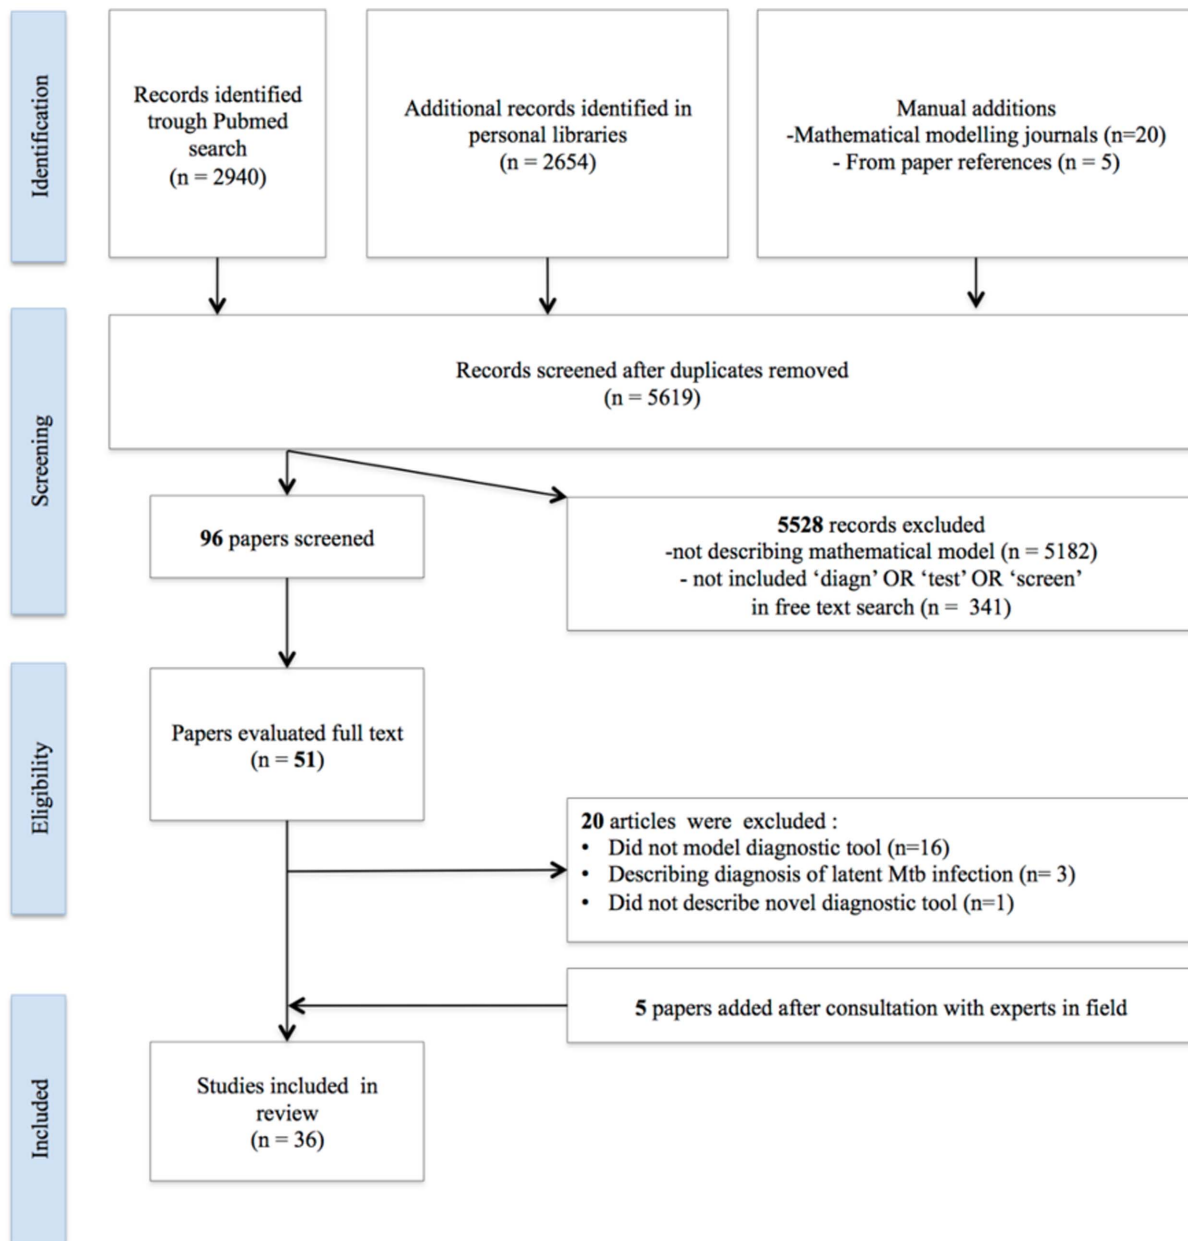 Identification
Records identified
trough Pubmed
search
(n = 2940)
Additional records identified in
personal libraries
(n = 2654)
Manual additions
-Mathematical modelling journals (n=20)
- From paper references (n = 5)
Screening
Records screened after duplicates removed
(n = 5619)
96 papers screened
5528 records excluded
-not describing mathematical model (n = 5182)
- not included ‘diagn’ OR ‘test’ OR ‘screen’
in free text search (n = 341)
Eligibility
Papers evaluated full text
(n = 51)
20 articles were excluded :
• Did not model diagnostic tool (n=16)
• Describing diagnosis of latent Mtb infection (n= 3)
• Did not describe novel diagnostic tool (n=1)
5 papers added after consultation with experts in field
Included
Studies included in
review
(n = 36)